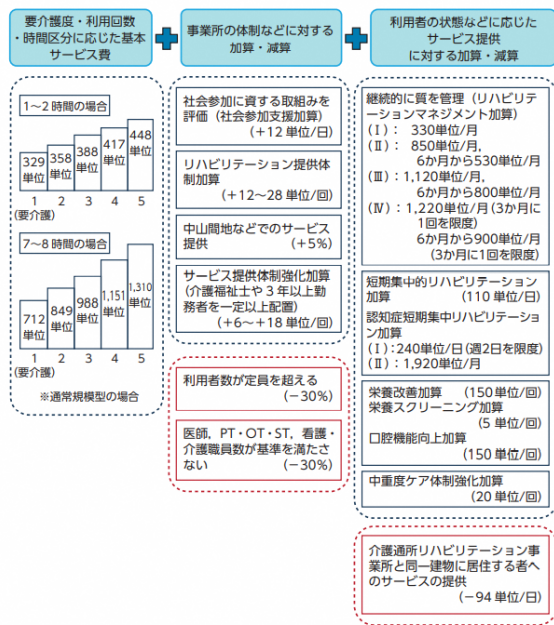 要介護度・利用回数
・時間区分に応じた基本
サービス費
事業所の体制などに対する
加算・減算
利用者の状態などに応じた
サービス提供
に対する加算・減算
1～2 時間の場合
329
単位
358
単位
388
単位
417
単位
448
単位
1 2 3 4 5
(要介護)
7～8 時間の場合
712
単位
849
単位
988
単位
1,151
単位
1,310
単位
1 2 3 4 5
(要介護)
※通常規模型の場合
社会参加に資する取組みを
評価（社会参加支援加算）
（＋12 単位/日）
リハビリテーション提供体
制加算
（＋12～28 単位/回）
中山間地などでのサービス
提供
（＋5%）
サービス提供体制強化加算
（介護福祉士や 3 年以上勤
務者を一定以上配置）
（＋6～＋18 単位/回）
利用者数が定員を超える
（－30%）
医師，PT・OT・ST，看護・
介護職員数が基準を満たさ
ない
（－30%）
継続的に質を管理（リハビリテ
ーションマネジメント加算）
（Ⅰ）： 330単位/月
（Ⅱ）： 850単位/月，
6か月から530単位/月
（Ⅲ）：1,120単位/月，
6か月から800単位/月
（Ⅳ）：1,220単位/月（3か月に
1回を限度）
6か月から900単位/月
（3か月に1回を限度）
短期集中的リハビリテーション
加算
（110 単位/日）
認知症短期集中リハビリテーショ
ン加算
（Ⅰ）：240単位/日（週2日を限度）
（Ⅱ）：1,920単位/月
栄養改善加算 （150 単位/回）
栄養スクリーニング加算
（5 単位/回）
口腔機能向上加算
（150 単位/回）
中重度ケア体制強化加算
（20 単位/回）
介護通所リハビリテーション事業
所と同一建物に居住する者へ
のサービスの提供
（－94 単位/日）